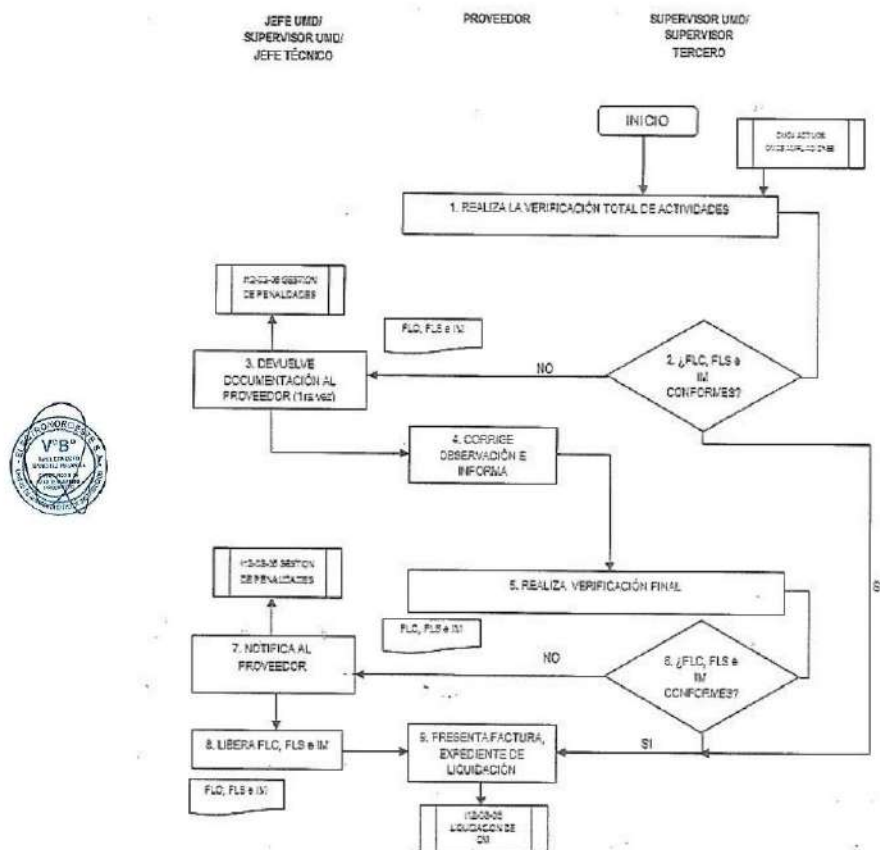 JEFE UMD/
SUPERVISOR UMD/
JEFE TÉCNICO
PROVEEDOR
SUPERVISOR UMD/
SUPERVISOR
TERCERO
INICIO
1. REALIZA LA VERIFICACIÓN TOTAL DE ACTIVIDADES
GESTION
DE PENALIDADES
FLC, FLS e IM
2. ¿FLC, FLS e
IM
CONFORMES?
NO
3. DEVUELVE
DOCUMENTACIÓN AL
PROVEEDOR (1ra vez)
4. CORRIGE
OBSERVACIÓN E
INFORMA
V°B°
GESTION
DE PENALIDADES
5. REALIZA VERIFICACIÓN FINAL
S
FLC, FLS e IM
7. NOTIFICA AL
PROVEEDOR
NO
6. ¿FLC, FLS e
IM
CONFORMES?
8. LIBERA FLC, FLS e IM
9. PRESENTA FACTURA,
EXPEDIENTE DE
LIQUIDACIÓN
SI
FLC, FLS e IM
LIQUIDACION DE